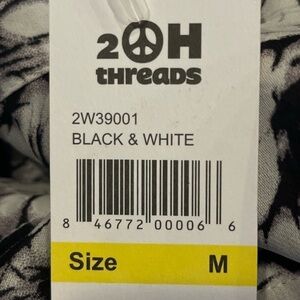 2☮H
threads
2W39001
BLACK & WHITE
8 46772 00006 6
Size M